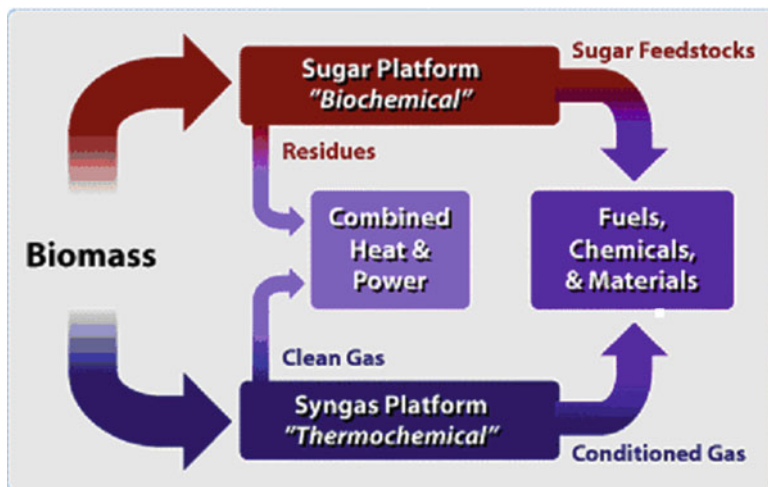 Sugar Platform
"Biochemical"
Sugar Feedstocks
Residues
Biomass
Combined
Heat &
Power
Fuels,
Chemicals,
& Materials
Clean Gas
Syngas Platform
"Thermochemical"
Conditioned Gas